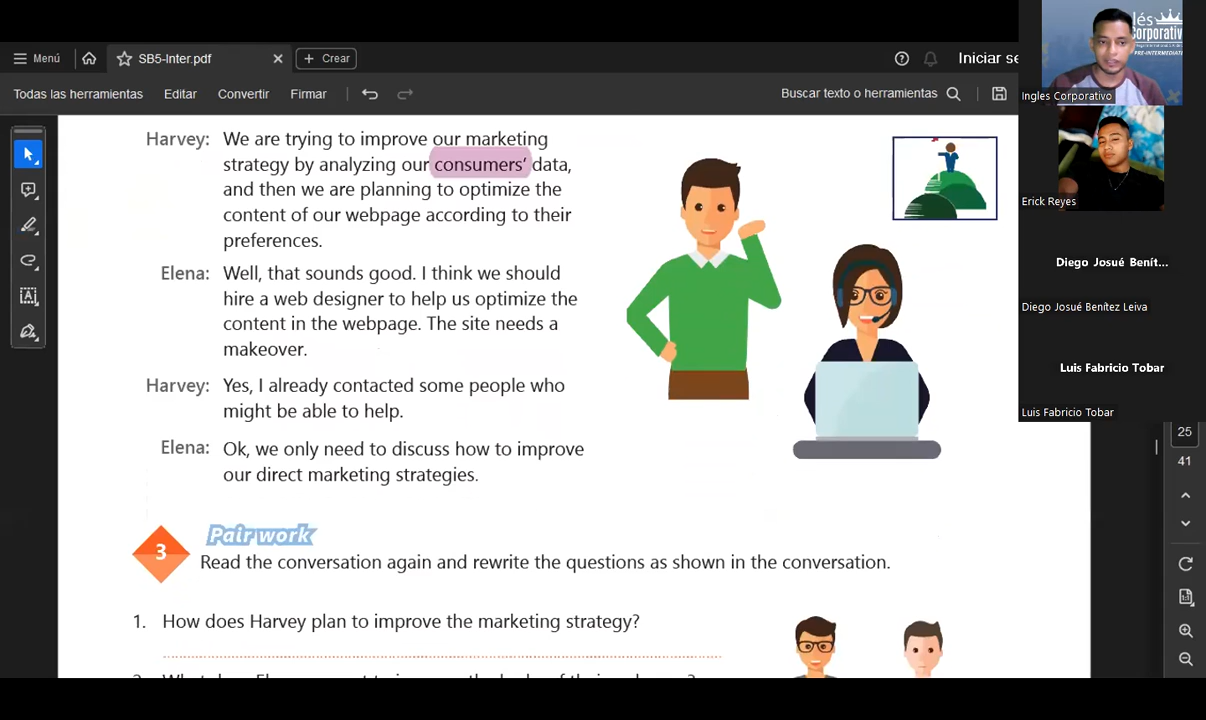 Menú
SB5-Inter.pdf
Crear
Iniciar se
Todas las herramientas
Editar
Convertir
Firmar
Buscar texto o herramientas
lés
Corporativ
PRE-INTERMEDIATE
Ingles Corporativo
Erick Reyes
Diego Josué Benít...
Diego Josué Benítez Leiva
Luis Fabricio Tobar
Luis Fabricio Tobar
25
41
Harvey: We are trying to improve our marketing
strategy by analyzing our consumers’ data,
and then we are planning to optimize the
content of our webpage according to their
preferences.
Elena: Well, that sounds good. I think we should
hire a web designer to help us optimize the
content in the webpage. The site needs a
makeover.
Harvey: Yes, I already contacted some people who
might be able to help.
Elena: Ok, we only need to discuss how to improve
our direct marketing strategies.
3
Pair work
Read the conversation again and rewrite the questions as shown in the conversation.
1. How does Harvey plan to improve the marketing strategy?